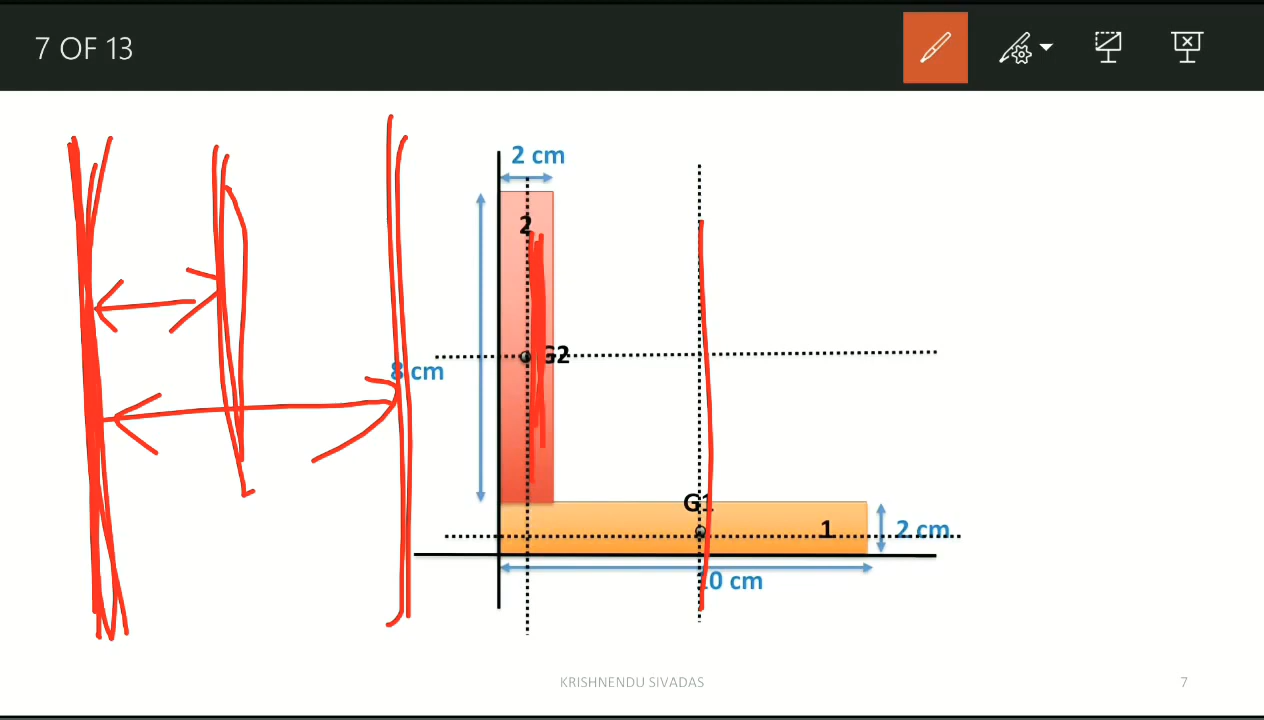 7 OF 13
2 cm
2
G2
8 cm
G1
1
2 cm
10 cm
KRISHNENDU SIVADAS
7